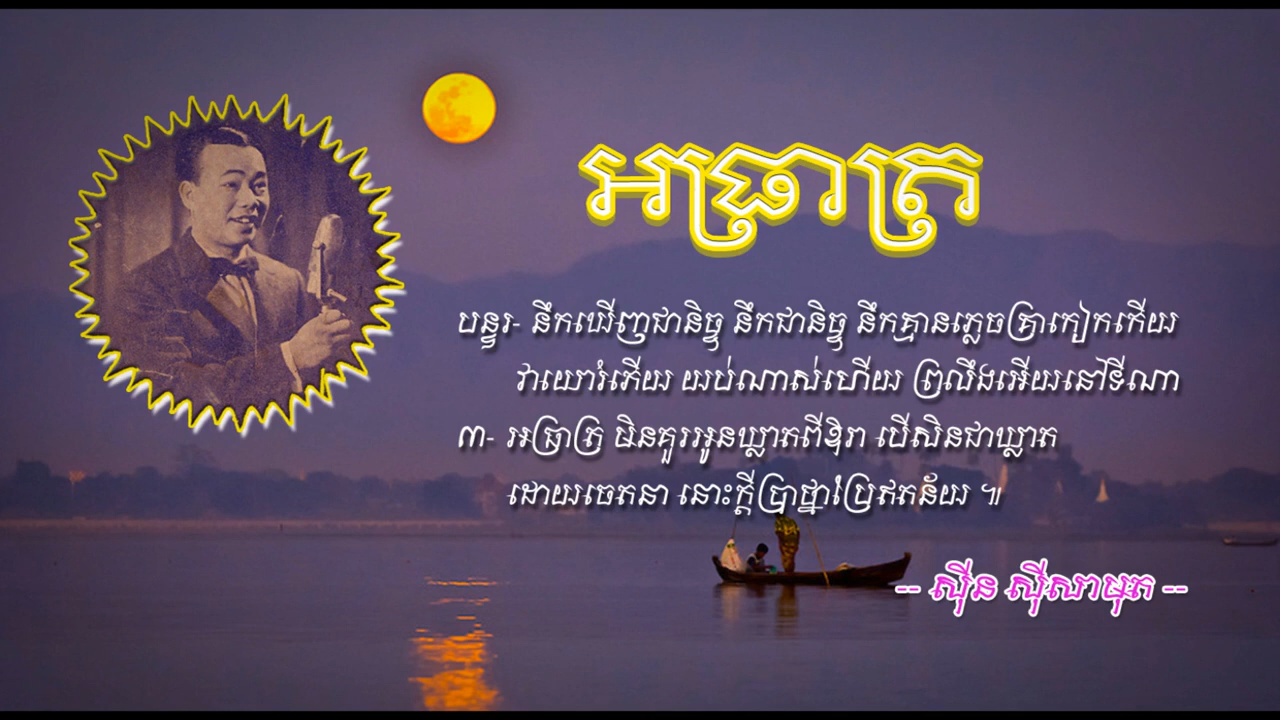 អធ្រាត្រ
បន្ទរ- នឹកឃើញជានិច្ច នឹកជានិច្ច នឹកគ្មានភ្លេចគ្រាកៀកកើយ
វាយោរំភើយ យប់ណាស់ហើយ ព្រលឹងអើយនៅទីណា
៣- អធ្រាត្រ មិនគួរអូនឃ្លាតពីឱរា បើសិនជាឃ្លាត
ដោយចេតនា នោះក្ដីប្រាថ្នាប្រែឥតន័យ ៕
-- ស៊ីន ស៊ីសាមុត --